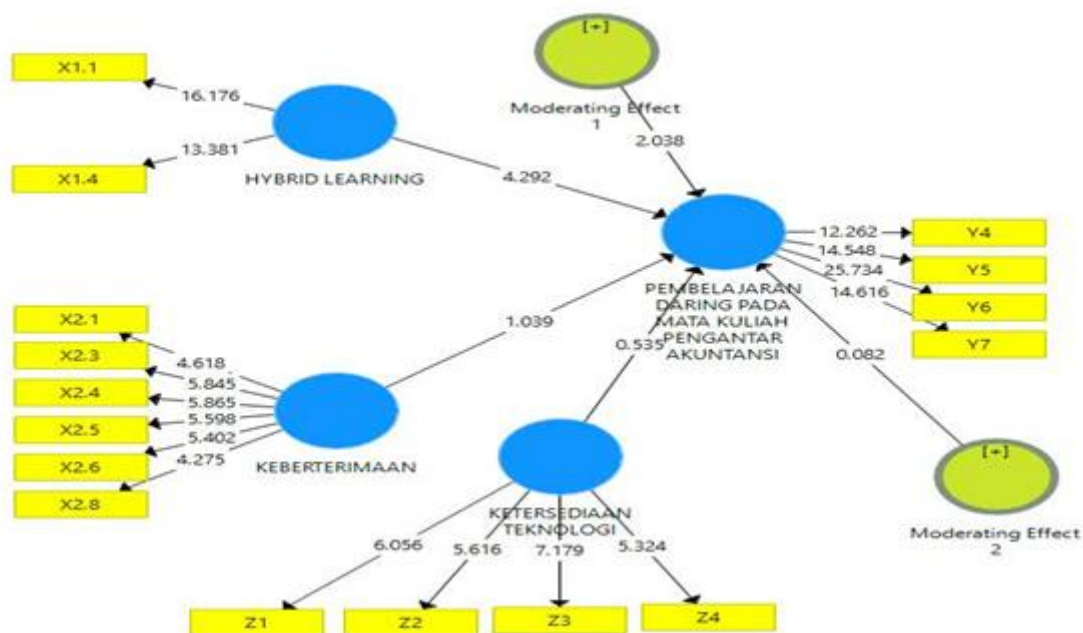 [+]
X1.1
16.176
Moderating Effect
1
2.038
13.381
X1.4
HYBRID LEARNING
4.292
12.262
Y4
14.548
Y5
25.734
Y6
14.616
Y7
PEMBELAJARAN
DARING PADA
MATA KULIAH
PENGANTAR
AKUNTANSI
X2.1
1.039
0.535
0.082
X2.3
4.618
5.845
X2.4
5.865
X2.5
5.598
5.402
X2.6
4.275
X2.8
KEBERTERIMAAN
[+]
KETERSEDIAAN
TEKNOLOGI
Moderating Effect
2
6.056
5.616
7.179
5.324
Z1
Z2
Z3
Z4